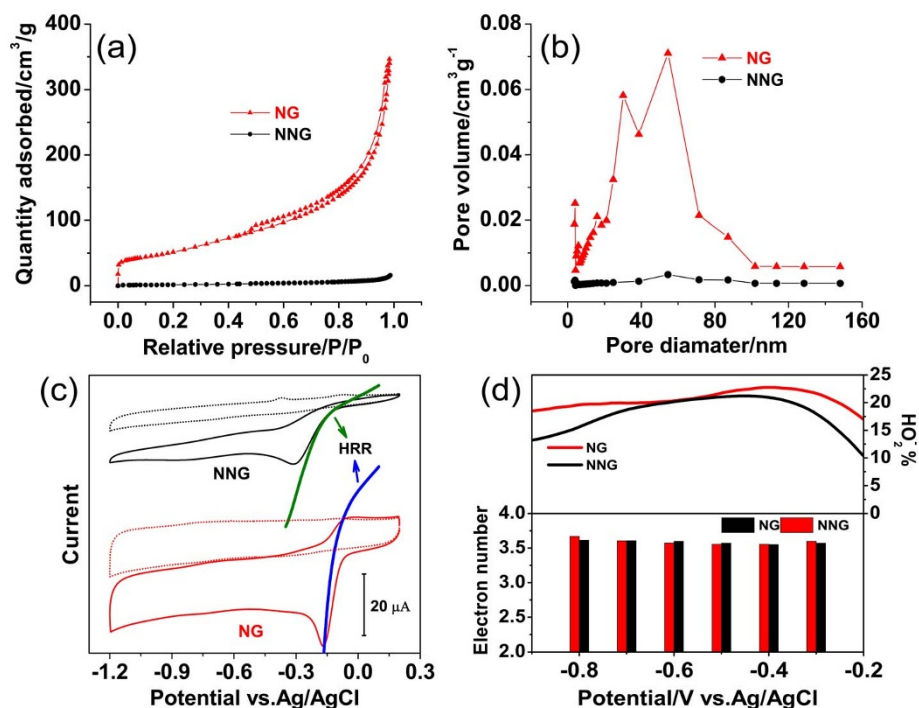 (a)
Quantity adsorbed/cm³/g
400
300
200
100
0
NG
NNG
0.0 0.2 0.4 0.6 0.8 1.0
Relative pressure/P/P₀
(b)
Pore volume/cm³g⁻¹
0.08
0.06
0.04
0.02
0.00
NG
NNG
0 40 80 120 160
Pore diamater/nm
(c)
Current
NNG
HRR
NG
20 μA
-1.2 -0.9 -0.6 -0.3 0.0 0.3
Potential vs.Ag/AgCl
(d)
NG
NNG
25
20
15
10
5
0
HO₂⁻%
Electron number
4.0
3.5
3.0
2.5
2.0
NG NNG
-0.8 -0.6 -0.4 -0.2
Potential/V vs.Ag/AgCl